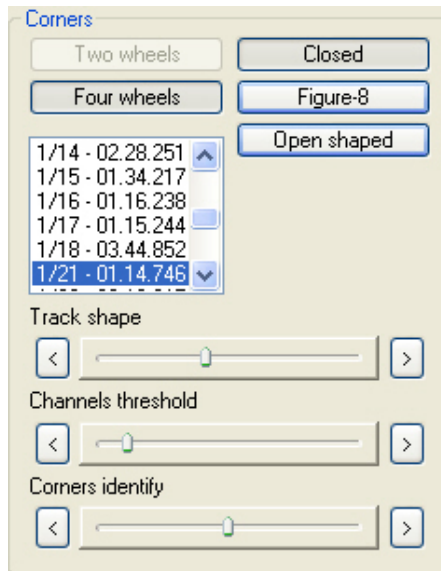 Corners
Two wheels
Closed
Four wheels
Figure-8
Open shaped
1/14 - 02.28.251
1/15 - 01.34.217
1/16 - 01.16.238
1/17 - 01.15.244
1/18 - 03.44.852
1/21 - 01.14.746
Track shape
< >
Channels threshold
< >
Corners identify
< >